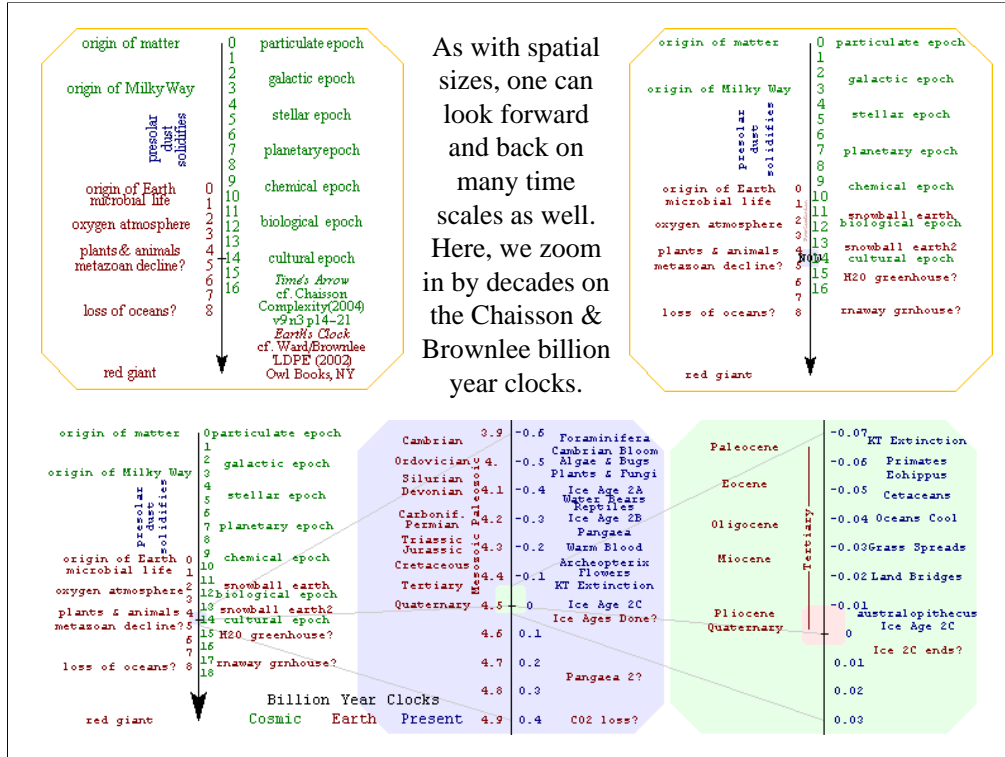 origin of matter 0 particulate epoch
1
2 galactic epoch
origin of Milky Way 3
4
presolar
dust
solidifies
5 stellar epoch
6
7 planetary epoch
8
9 chemical epoch
origin of Earth 0 10
microbial life 1
11
oxygen atmosphere 2 12 biological epoch
3 13
plants & animals 4 14 cultural epoch
metazoan decline? 5 15
6 16
7
loss of oceans? 8
Time's Arrow
cf. Chaisson
Complexity(2004)
v9n3 p14-21
Earth's Clock
cf. Ward/Brownlee
'LDPE (2002)
Owl Books, NY
red giant
As with spatial
sizes, one can
look forward
and back on
many time
scales as well.
Here, we zoom
in by decades on
the Chaisson &
Brownlee billion
year clocks.
origin of matter 0 particulate epoch
1
2 galactic epoch
origin of Milky Way 3
4 stellar epoch
presolar
dust
solidifies
5
6
7 planetary epoch
8
9 chemical epoch
origin of Earth 0 10
microbial life 1
11 snowball earth
oxygen atmosphere 2 12 biological epoch
3 13 snowball earth2
plants & animals 4
NOW 14 cultural epoch
metazoan decline? 5 15 H2O greenhouse?
6 16
7
loss of oceans? 8 rnaway grnhouse?
red giant
origin of matter 0 particulate epoch
1
2 galactic epoch
origin of Milky Way 3
4 stellar epoch
presolar
dust
solidifies
5
6
7 planetary epoch
8
9 chemical epoch
origin of Earth 0 10
microbial life 1
11 snowball earth
oxygen atmosphere 2 12 biological epoch
3 13 snowball earth2
plants & animals 4 14 cultural epoch
metazoan decline? 5 15 H2O greenhouse?
6 16
7
loss of oceans? 8 17 rnaway grnhouse?
18
red giant
Billion Year Clocks
Cosmic Earth Present
Cambrian 3.9 -0.6 Foraminifera
Cambrian Bloom
Ordovician 4. -0.5 Algae & Bugs
Plants & Fungi
Silurian
Devonian 4.1 -0.4 Ice Age 2A
Water Bears
Reptiles
Carbonif. 4.2 -0.3 Ice Age 2B
Permian
Pangaea
Triassic
Jurassic 4.3 -0.2 Warm Blood
Cretaceous
Archeopterix
Flowers
4.4 -0.1
Tertiary KT Extinction
Quaternary 4.5 0 Ice Age 2C
Ice Ages Done?
4.6 0.1
4.7 0.2
Pangaea 2?
4.8 0.3
4.9 0.4 CO2 loss?
Mesozoic Paleozoic
-0.07 KT Extinction
Paleocene
-0.06 Primates
Eohippus
Eocene -0.05 Cetaceans
Oligocene -0.04 Oceans Cool
Miocene -0.03 Grass Spreads
-0.02 Land Bridges
-0.01
Pliocene australopithecus
Quaternary 0 Ice Age 2C
Ice 2C ends?
0.01
0.02
0.03
Tertiary